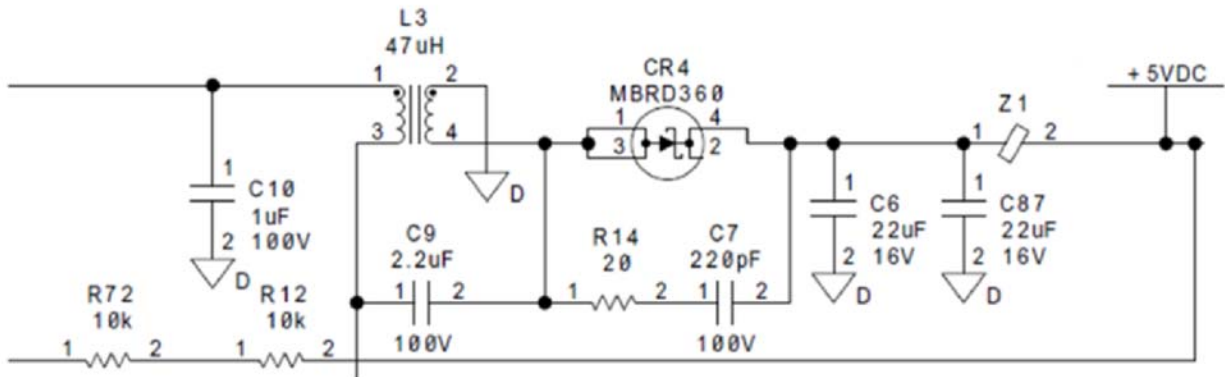 L3
47uH
1 2
3 4
CR4
MBRD360
1 4
3 2
Z1
1 2
+5VDC
D
1
C10
1uF
2 100V
D
C9
2.2uF
1 2
100V
R14
20
1 2
C7
220pF
1 2
100V
1
C6
22uF
2 16V
D
1
C87
22uF
2 16V
D
R72
10k
1 2
R12
10k
1 2